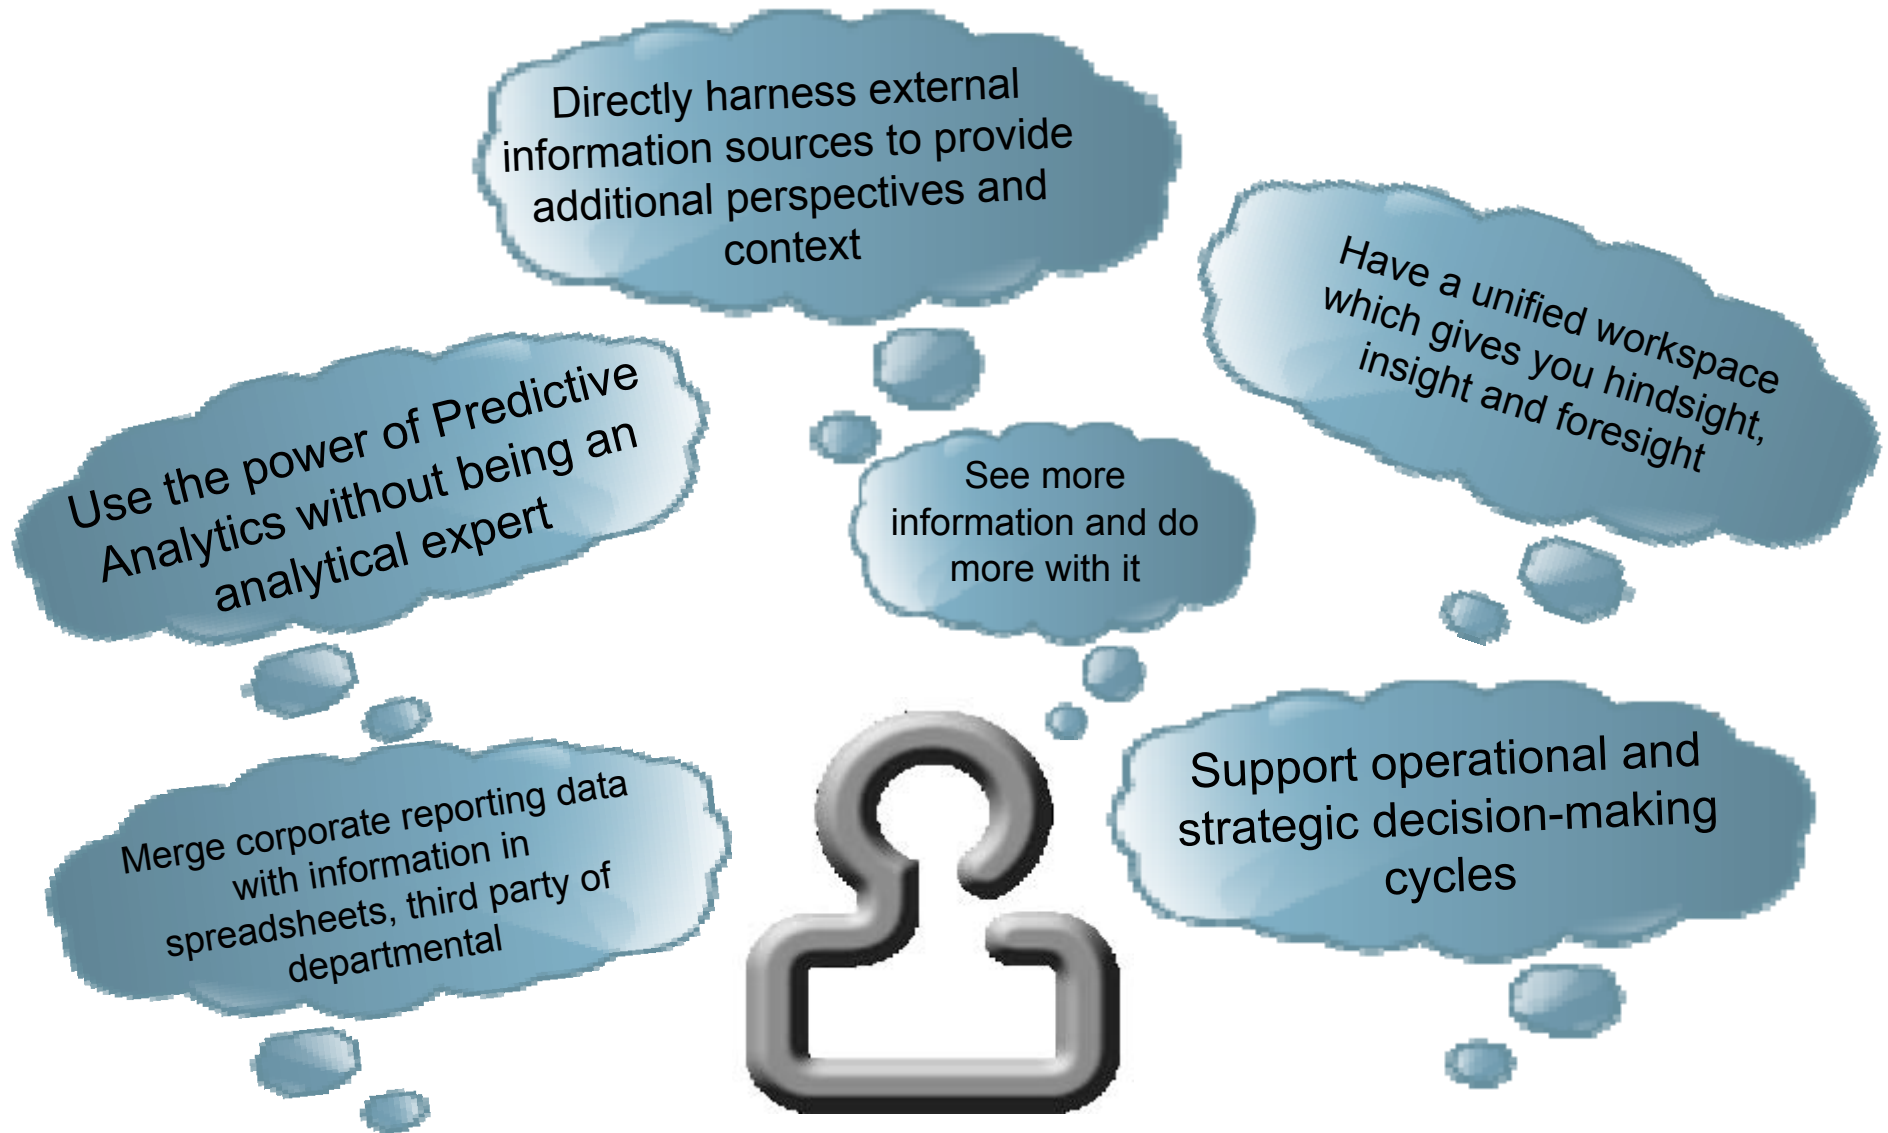 Directly harness external
information sources to provide
additional perspectives and
context
Have a unified workspace
which gives you hindsight,
insight and foresight
Use the power of Predictive
Analytics without being an
analytical expert
See more
information and do
more with it
Merge corporate reporting data
with information in
spreadsheets, third party of
departmental
Support operational and
strategic decision-making
cycles